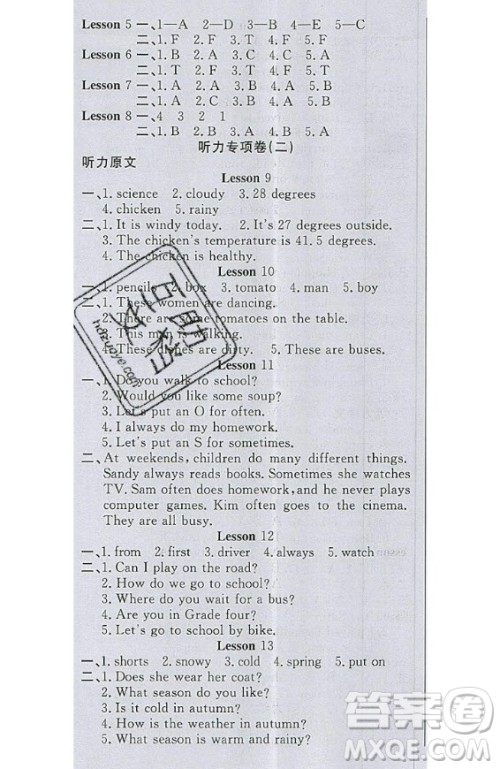 Lesson 5 一、1—A 2—D 3—B 4—E 5—C
二、1. F 2. F 3. T 4. F 5. F
Lesson 6 一、1. A 2. B 3. C 4. A 5. A
二、1. T 2. F 3. T 4. F 5. T
Lesson 7 一、1. A 2. C 3. A 4. B 5. A
二、1. A 2. C 3. A 4. B 5. C
Lesson 8 一、4 3 2 1
二、1. B 2. A 3. A 4. B 5. A
听力专项卷(二)
听力原文
Lesson 9
一、1. science 2. cloudy 3. 28 degrees
4. chicken 5. rainy
二、1. It is windy today. 2. It's 27 degrees outside.
3. The chicken's temperature is 41. 5 degrees.
4. The chicken is healthy.
Lesson 10
一、1. pencils 2. box 3. tomato 4. man 5. boy
二、1. These women are dancing.
2. There are some tomatoes on the table.
3. This man is walking.
4. These dishes are dirty. 5. These are buses.
Lesson 11
一、1. Do you walk to school?
2. Would you like some soup?
3. Let's put an O for often.
4. I always do my homework.
5. Let's put an S for sometimes.
二、At weekends, children do many different things.
Sandy always reads books. Sometimes she watches
TV. Sam often does homework, and he never plays
computer games. Kim often goes to the cinema.
They are all busy.
Lesson 12
一、1. from 2. first 3. driver 4. always 5. watch
二、1. Can I play on the road?
2. How do we go to school?
3. Where do you wait for a bus?
4. Are you in Grade four?
5. Let's go to school by bike.
Lesson 13
一、1. shorts 2. snowy 3. cold 4. spring 5. put on
二、1. Does she wear her coat?
2. What season do you like?
3. Is it cold in autumn?
4. How is the weather in autumn?
5. What season is warm and rainy?
答案圈
MXQE.COM